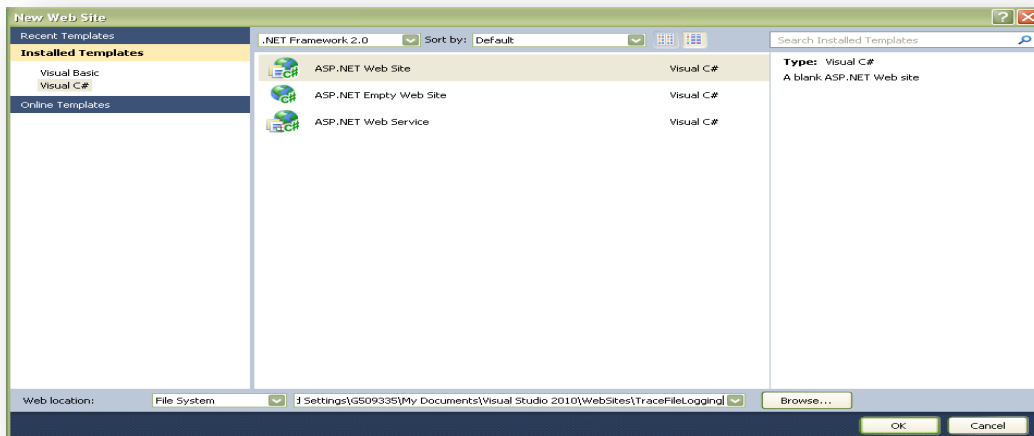 New Web Site
Recent Templates
Installed Templates
Visual Basic
Visual C#
Online Templates
.NET Framework 2.0 Sort by: Default
ASP.NET Web Site Visual C#
ASP.NET Empty Web Site Visual C#
ASP.NET Web Service Visual C#
Search Installed Templates
Type: Visual C#
A blank ASP.NET Web site
Web location: File System Settings\G509335\My Documents\Visual Studio 2010\WebSites\TraceFileLogging Browse...
OK Cancel